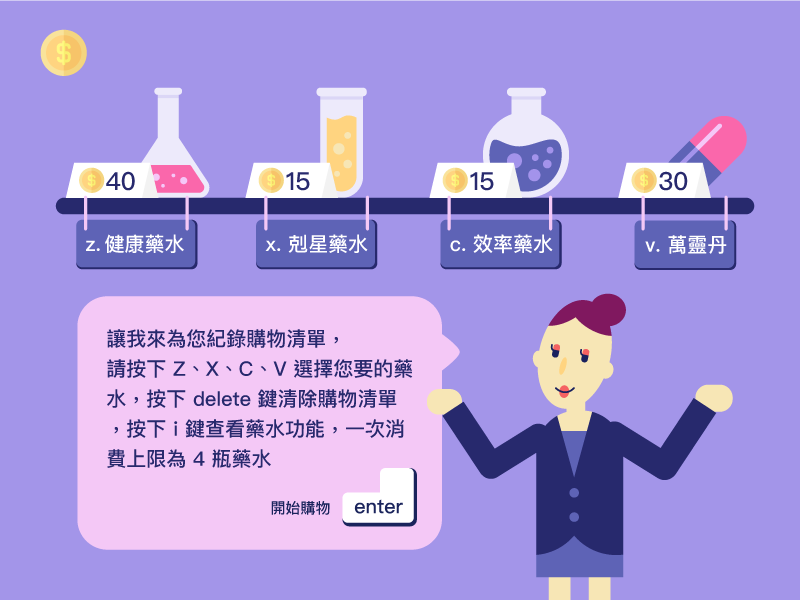 $
$ 40
$ 15
$ 15
$ 30
z. 健康藥水
x. 剋星藥水
c. 效率藥水
v. 萬靈丹
讓我來為您紀錄購物清單，
請按下 Z、X、C、V 選擇您要的藥
水，按下 delete 鍵清除購物清單
，按下 i 鍵查看藥水功能，一次消
費上限為 4 瓶藥水
開始購物 enter